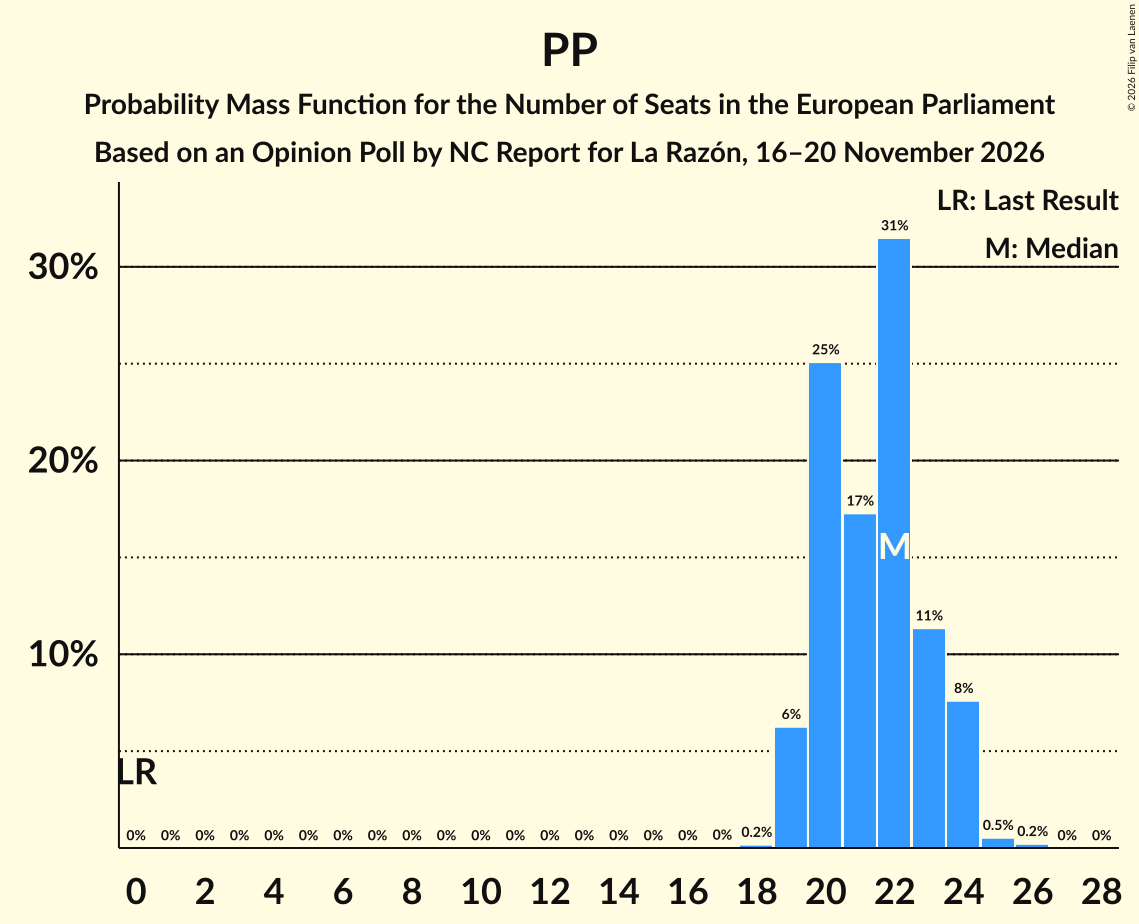 PP
Probability Mass Function for the Number of Seats in the European Parliament
Based on an Opinion Poll by NC Report for La Razón, 16–20 November 2026
© 2026 Filip van Laenen
LR: Last Result
M: Median
30%
20%
10%
31%
25%
17%
M
11%
8%
6%
LR
0% 0% 0% 0% 0% 0% 0% 0% 0% 0% 0% 0% 0% 0% 0% 0% 0% 0% 0.2% 0.5% 0.2% 0% 0%
0 2 4 6 8 10 12 14 16 18 20 22 24 26 28